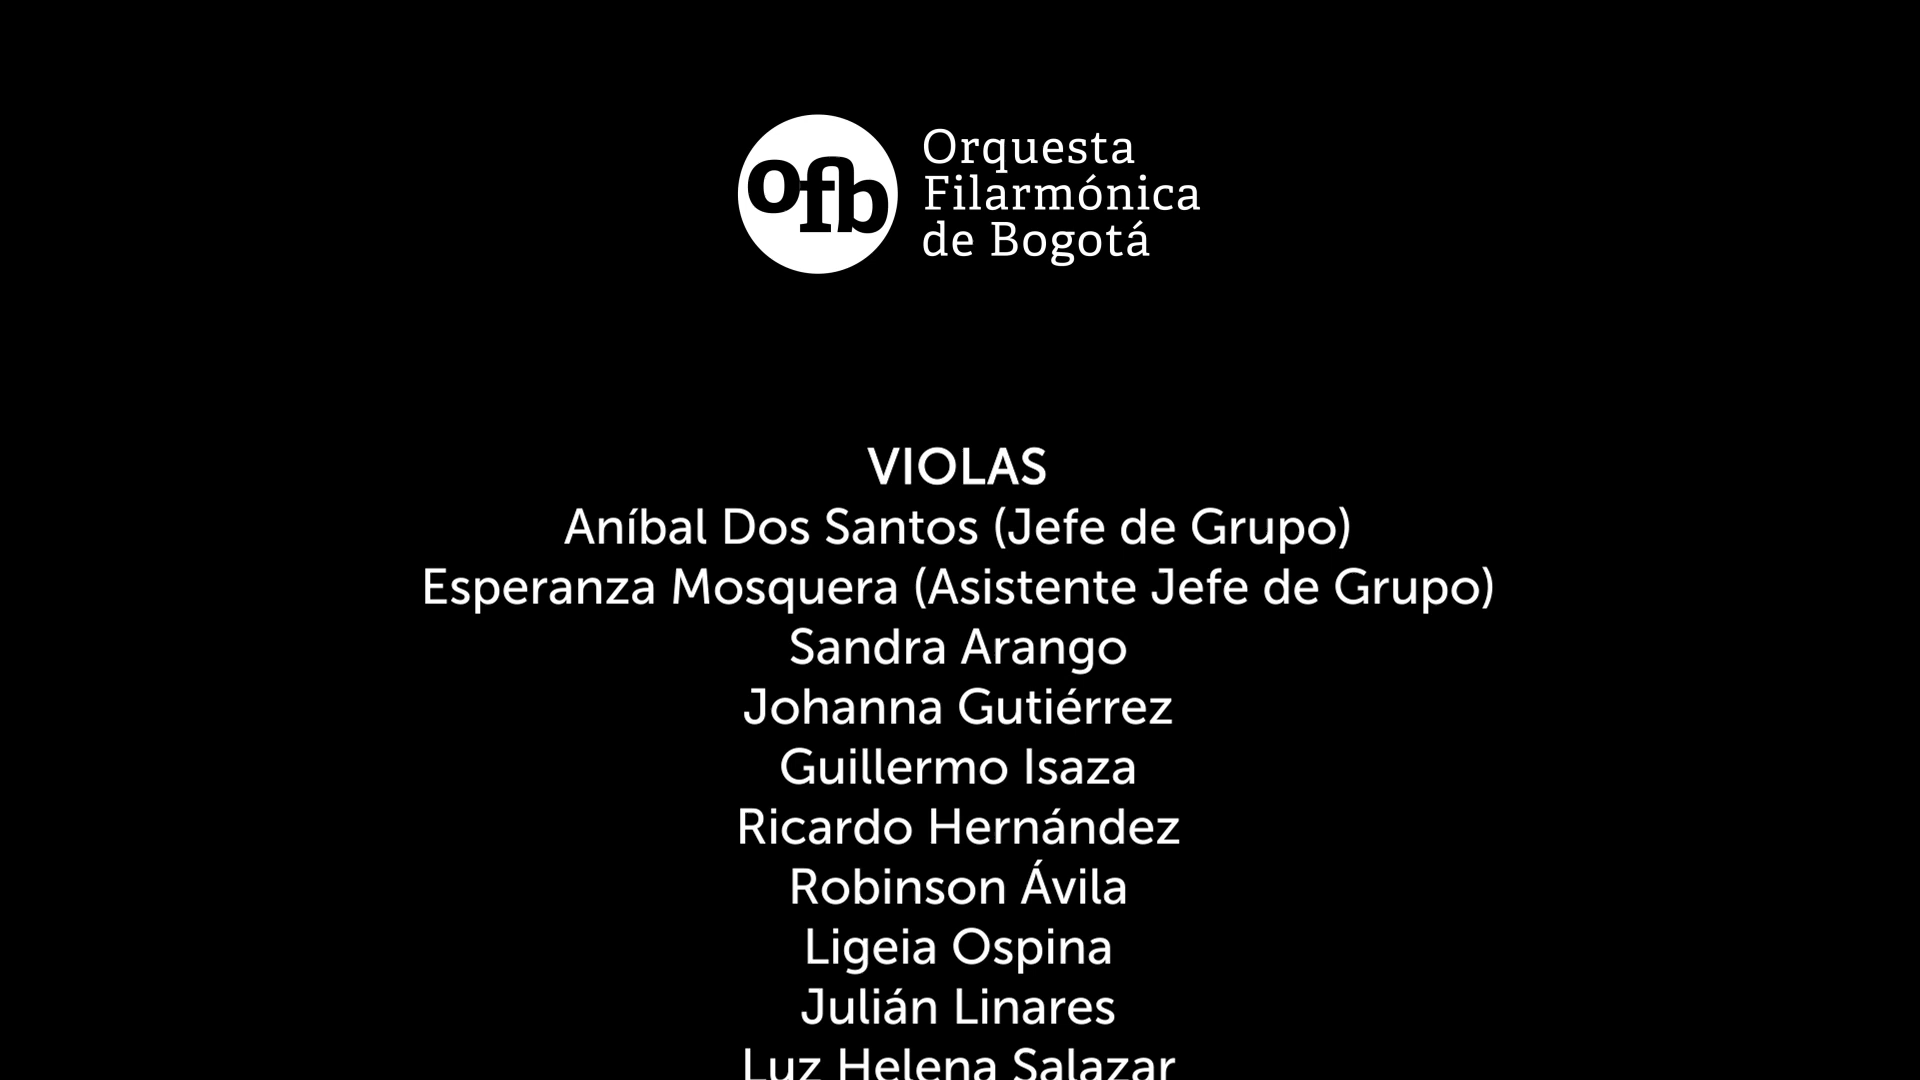 ofb
Orquesta
Filarmónica
de Bogotá
VIOLAS
Aníbal Dos Santos (Jefe de Grupo)
Esperanza Mosquera (Asistente Jefe de Grupo)
Sandra Arango
Johanna Gutiérrez
Guillermo Isaza
Ricardo Hernández
Robinson Ávila
Ligeia Ospina
Julián Linares
Luz Helena Salazar